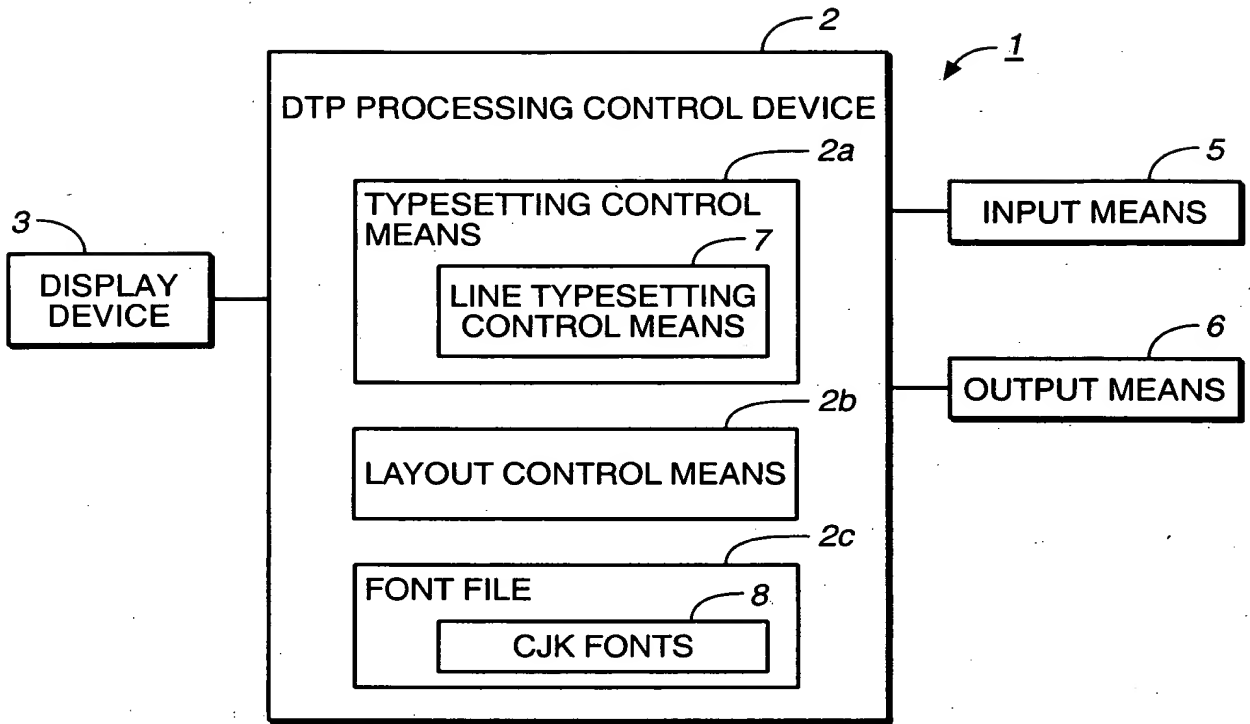 2
1
DTP PROCESSING CONTROL DEVICE
2a
TYPESETTING CONTROL
MEANS
7
LINE TYPESETTING
CONTROL MEANS
3
DISPLAY
DEVICE
5
INPUT MEANS
6
OUTPUT MEANS
2b
LAYOUT CONTROL MEANS
2c
FONT FILE
8
CJK FONTS